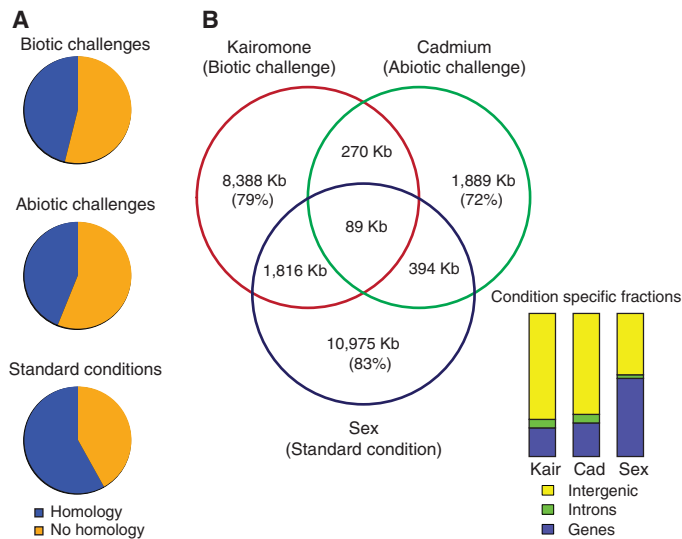 A
Biotic challenges
Abiotic challenges
Standard conditions
Homology
No homology
B
Kairomone
(Biotic challenge)
Cadmium
(Abiotic challenge)
270 Kb
8,388 Kb
(79%)
1,889 Kb
(72%)
89 Kb
1,816 Kb
394 Kb
10,975 Kb
(83%)
Sex
(Standard condition)
Condition specific fractions
Kair Cad Sex
Intergenic
Introns
Genes